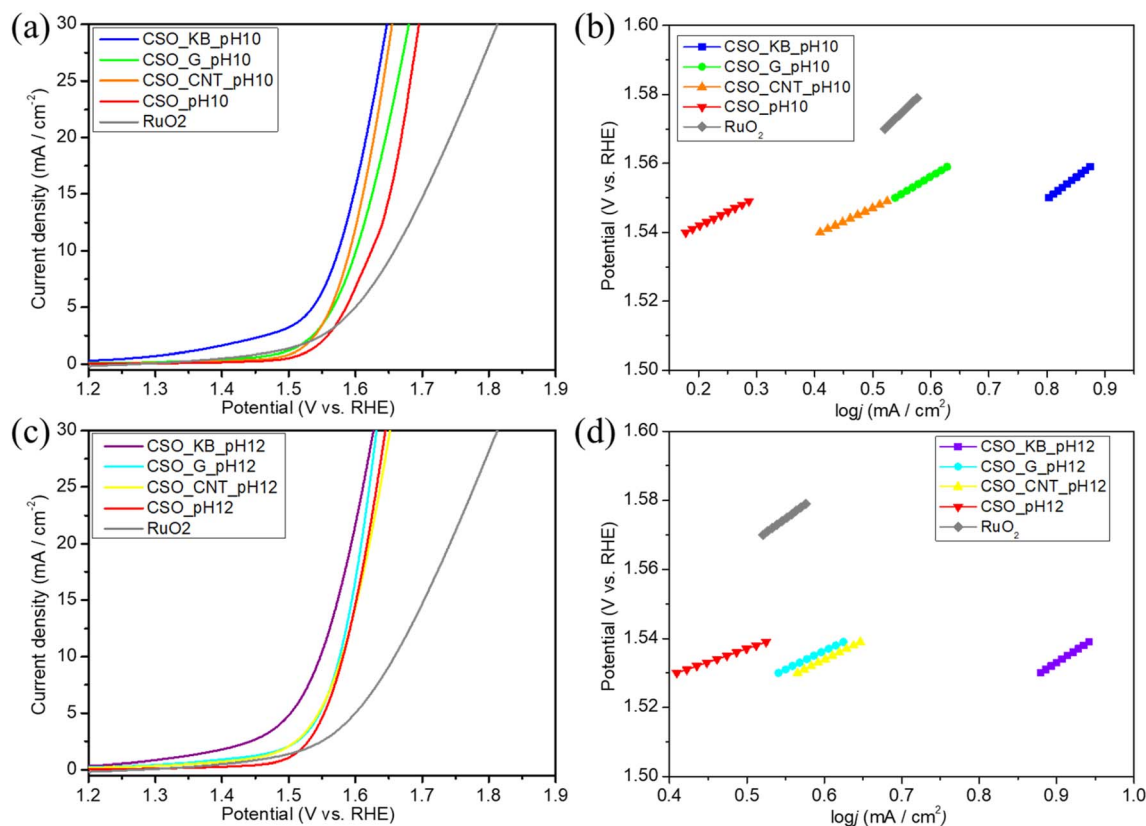 (a)
30
25
20
15
10
5
0
Current density (mA / cm⁻²)
CSO_KB_pH10
CSO_G_pH10
CSO_CNT_pH10
CSO_pH10
RuO2
1.2 1.3 1.4 1.5 1.6 1.7 1.8 1.9
Potential (V vs. RHE)
(b)
1.60
1.58
1.56
1.54
1.52
1.50
Potential (V vs. RHE)
CSO_KB_pH10
CSO_G_pH10
CSO_CNT_pH10
CSO_pH10
RuO₂
0.2 0.3 0.4 0.5 0.6 0.7 0.8 0.9
logj (mA / cm²)
(c)
30
25
20
15
10
5
0
Current density (mA / cm⁻²)
CSO_KB_pH12
CSO_G_pH12
CSO_CNT_pH12
CSO_pH12
RuO2
1.2 1.3 1.4 1.5 1.6 1.7 1.8 1.9
Potential (V vs. RHE)
(d)
1.60
1.58
1.56
1.54
1.52
1.50
Potential (V vs. RHE)
CSO_KB_pH12
CSO_G_pH12
CSO_CNT_pH12
CSO_pH12
RuO₂
0.4 0.5 0.6 0.7 0.8 0.9 1.0
logj (mA / cm²)